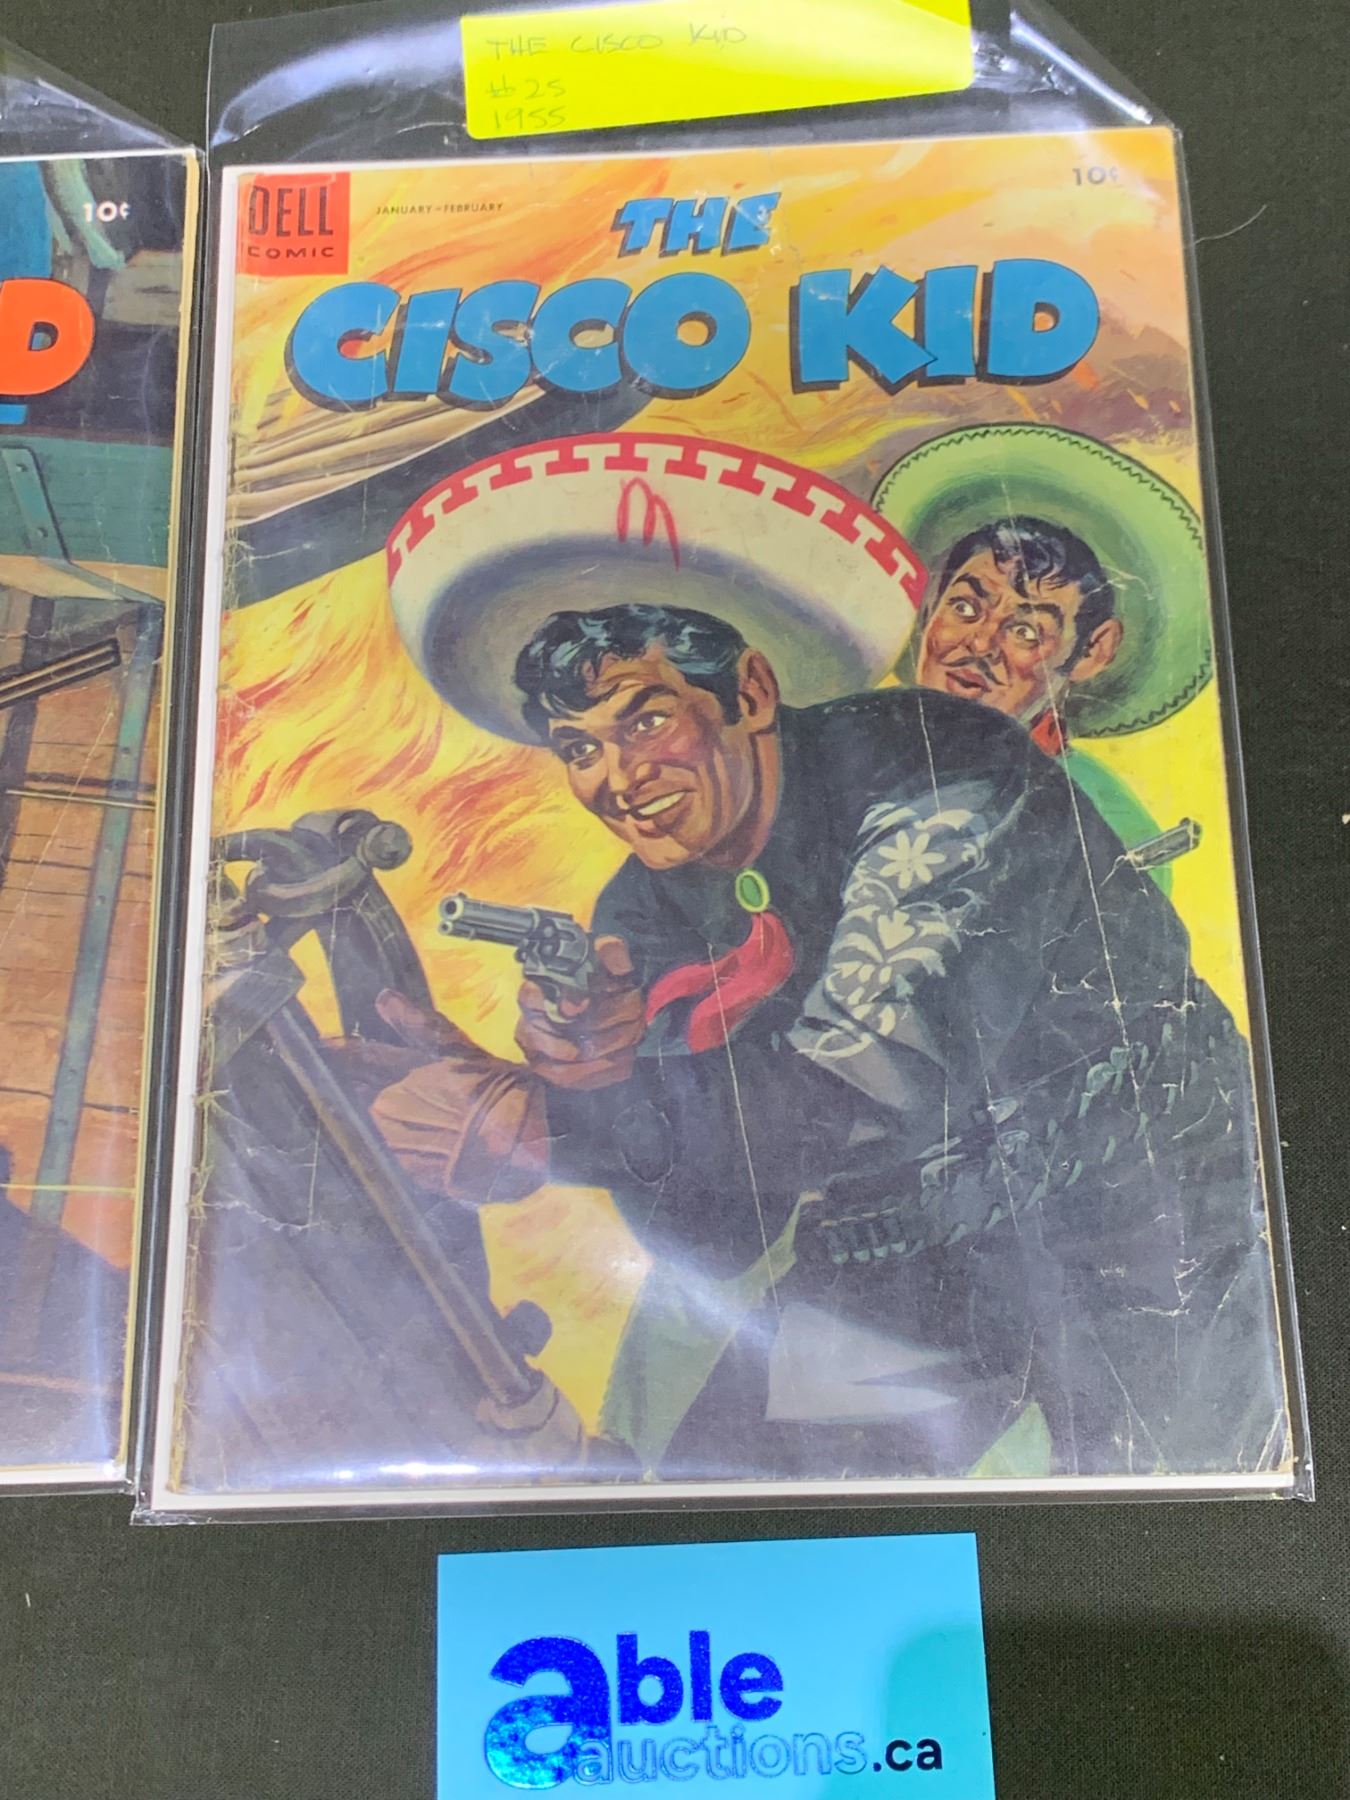 THE CISCO KID
#25
1955
DELL
COMIC
JANUARY-FEBRUARY
10¢
THE
CISCO KID
m
10¢
D
able
auctions.ca